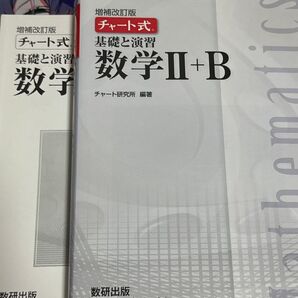 増補改訂版
チャート式
基礎と演習
数学
数研出版
増補改訂版
チャート式®
基礎と演習
数学Ⅱ+B
チャート研究所 編著
数研出版
mathematics